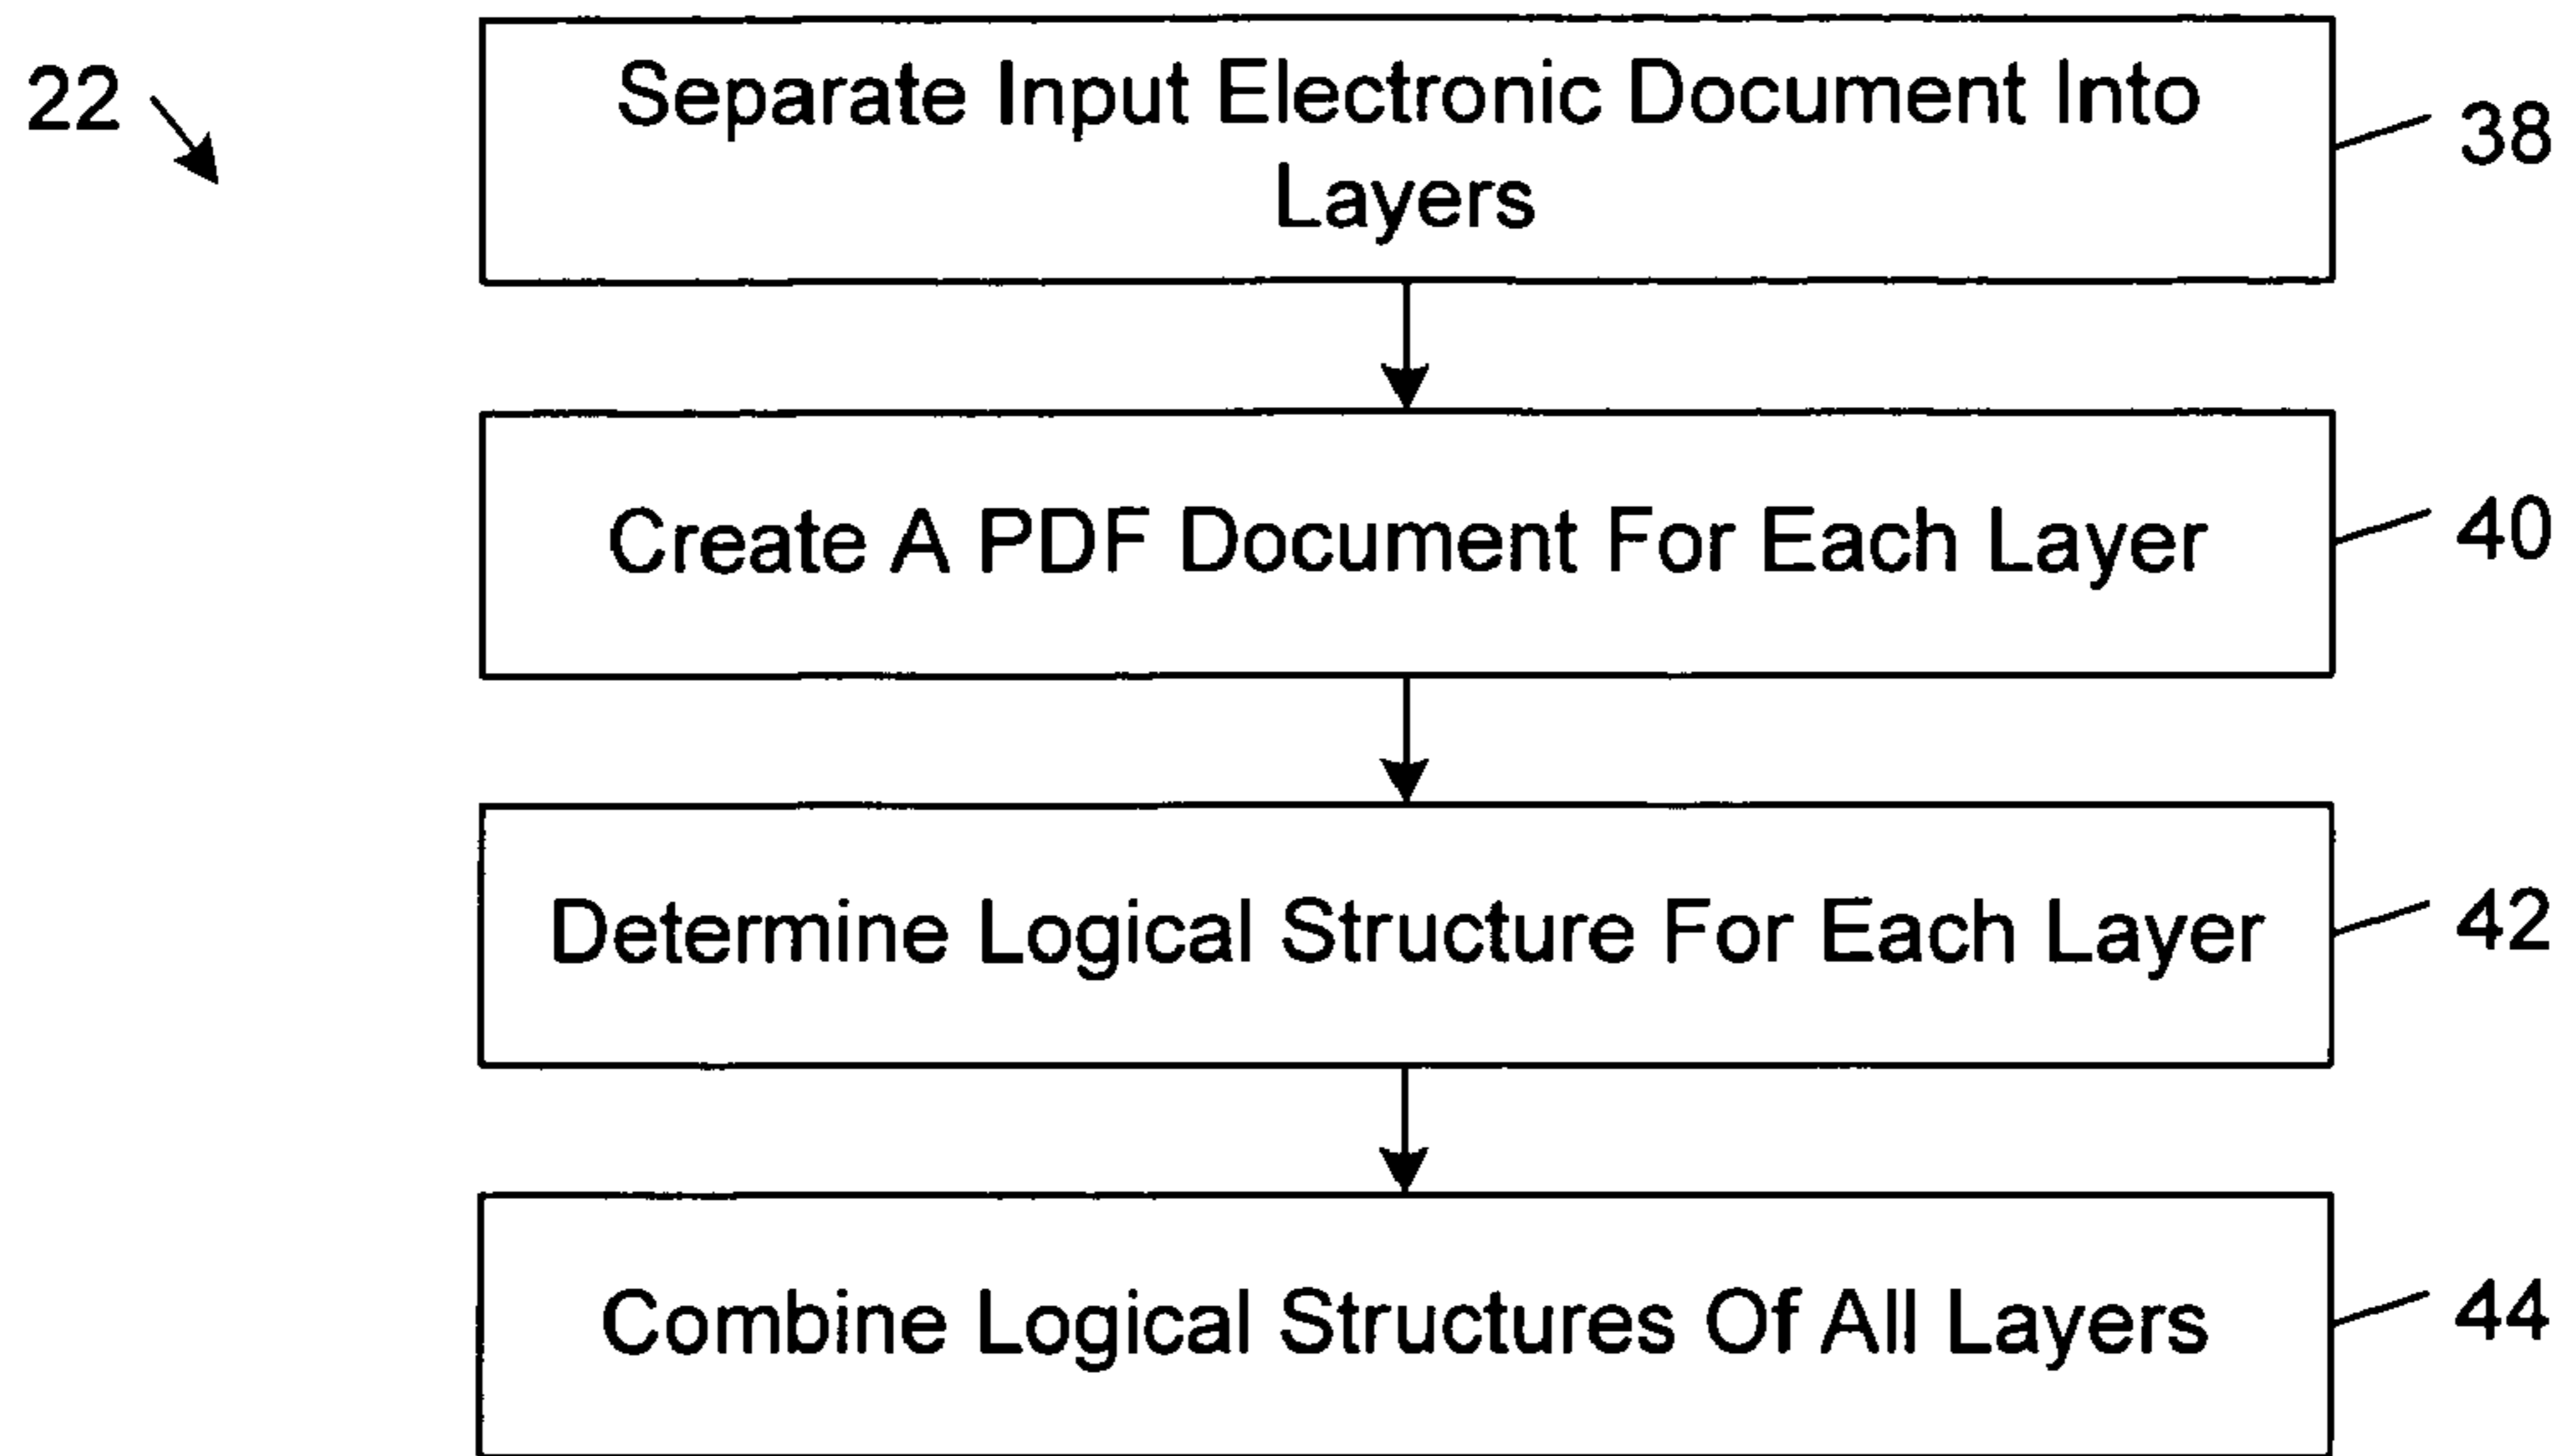 22
Separate Input Electronic Document Into
Layers
38
Create A PDF Document For Each Layer
40
Determine Logical Structure For Each Layer
42
Combine Logical Structures Of All Layers
44